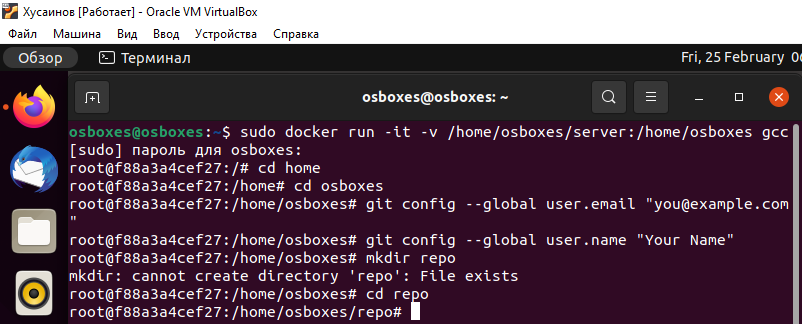 Хусаинов [Работает] - Oracle VM VirtualBox
Файл Машина Вид Ввод Устройства Справка
Обзор Терминал Fri, 25 February 06
osboxes@osboxes: ~
osboxes@osboxes:~$ sudo docker run -it -v /home/osboxes/server:/home/osboxes gcc
[sudo] пароль для osboxes:
root@f88a3a4cef27:/# cd home
root@f88a3a4cef27:/home# cd osboxes
root@f88a3a4cef27:/home/osboxes# git config --global user.email "you@example.com
"
root@f88a3a4cef27:/home/osboxes# git config --global user.name "Your Name"
root@f88a3a4cef27:/home/osboxes# mkdir repo
mkdir: cannot create directory 'repo': File exists
root@f88a3a4cef27:/home/osboxes# cd repo
root@f88a3a4cef27:/home/osboxes/repo#